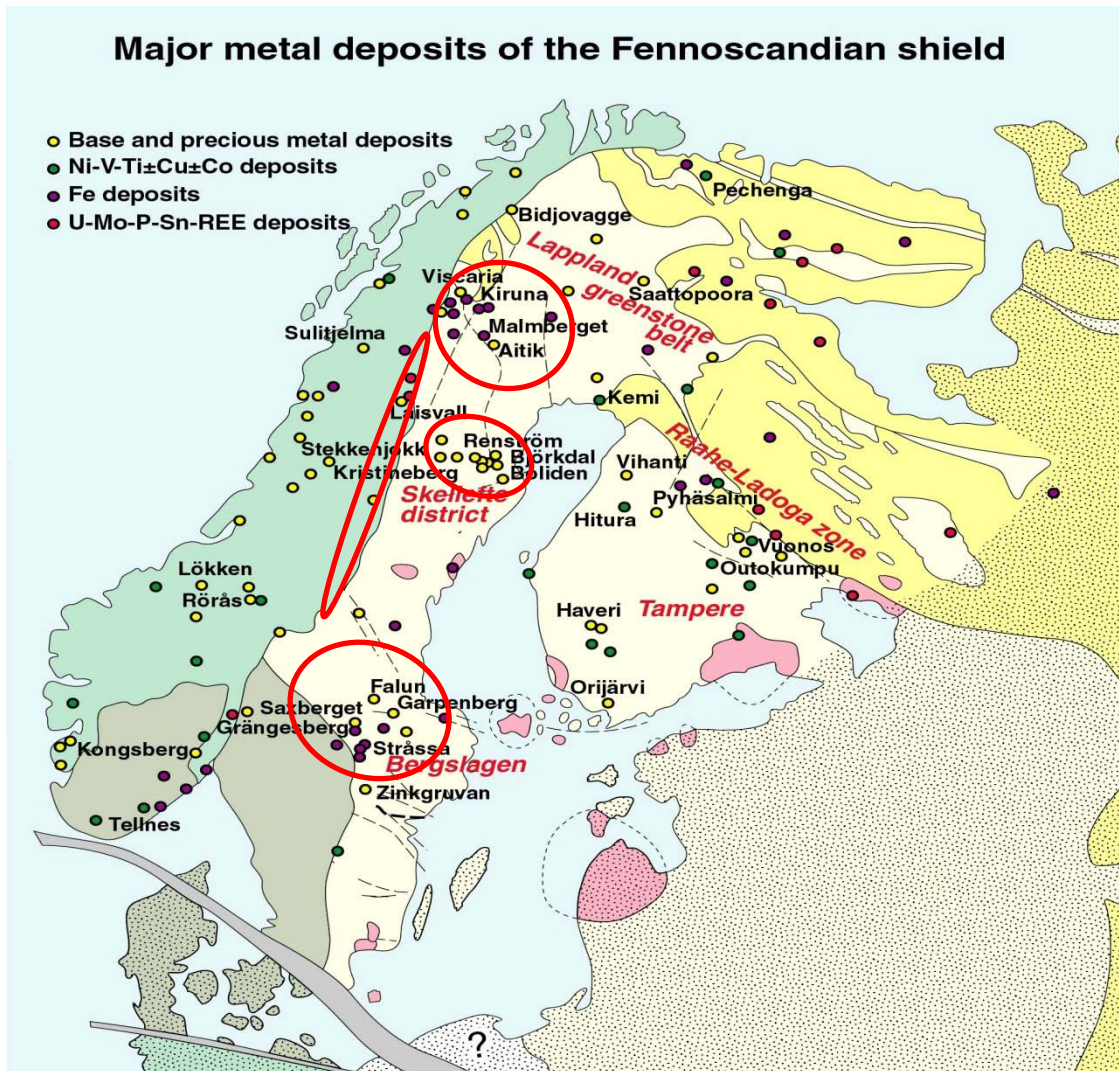 Major metal deposits of the Fennoscandian shield
Base and precious metal deposits
Ni-V-Ti±Cu±Co deposits
Fe deposits
U-Mo-P-Sn-REE deposits
Pechenga
Bidjovagge
Lappland
greenstone
belt
Viscaria
Kiruna
Saattopoora
Malmberget
Sulitjelma
Aitik
Laisvall
Kemi
Renström
Stekkenjokk
Björkdal
Kristineberg
Boliden
Skellefte
district
Vihanti
Raahe-Ladoga zone
Pyhäsalmi
Hitura
Vuonos
Outokumpu
Lökken
Rörås
Haveri
Tampere
Orijärvi
Falun
Garpenberg
Saxberget
Grängesberg
Kongsberg
Stråssa
Bergslagen
Zinkgruvan
Tellnes
?